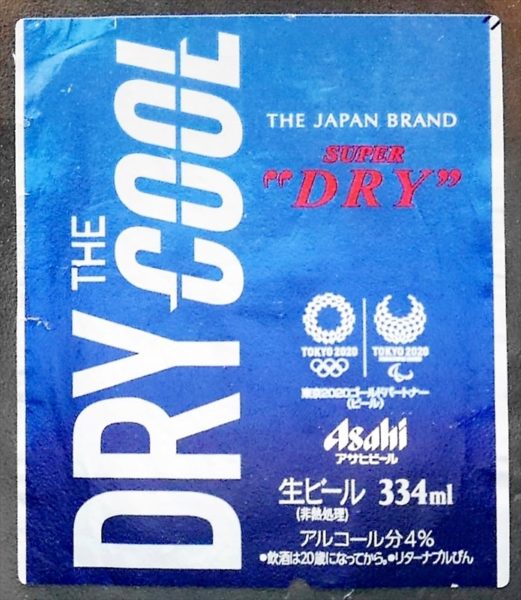 THE
DRY COOL
THE JAPAN BRAND
SUPER
"DRY"
TOKYO 2020
TOKYO 2020
東京2020ゴールドパートナー
(ビール)
Asahi
アサヒビール
生ビール 334ml
(非熱処理)
アルコール分4%
●飲酒は20歳になってから。●リターナブルびん